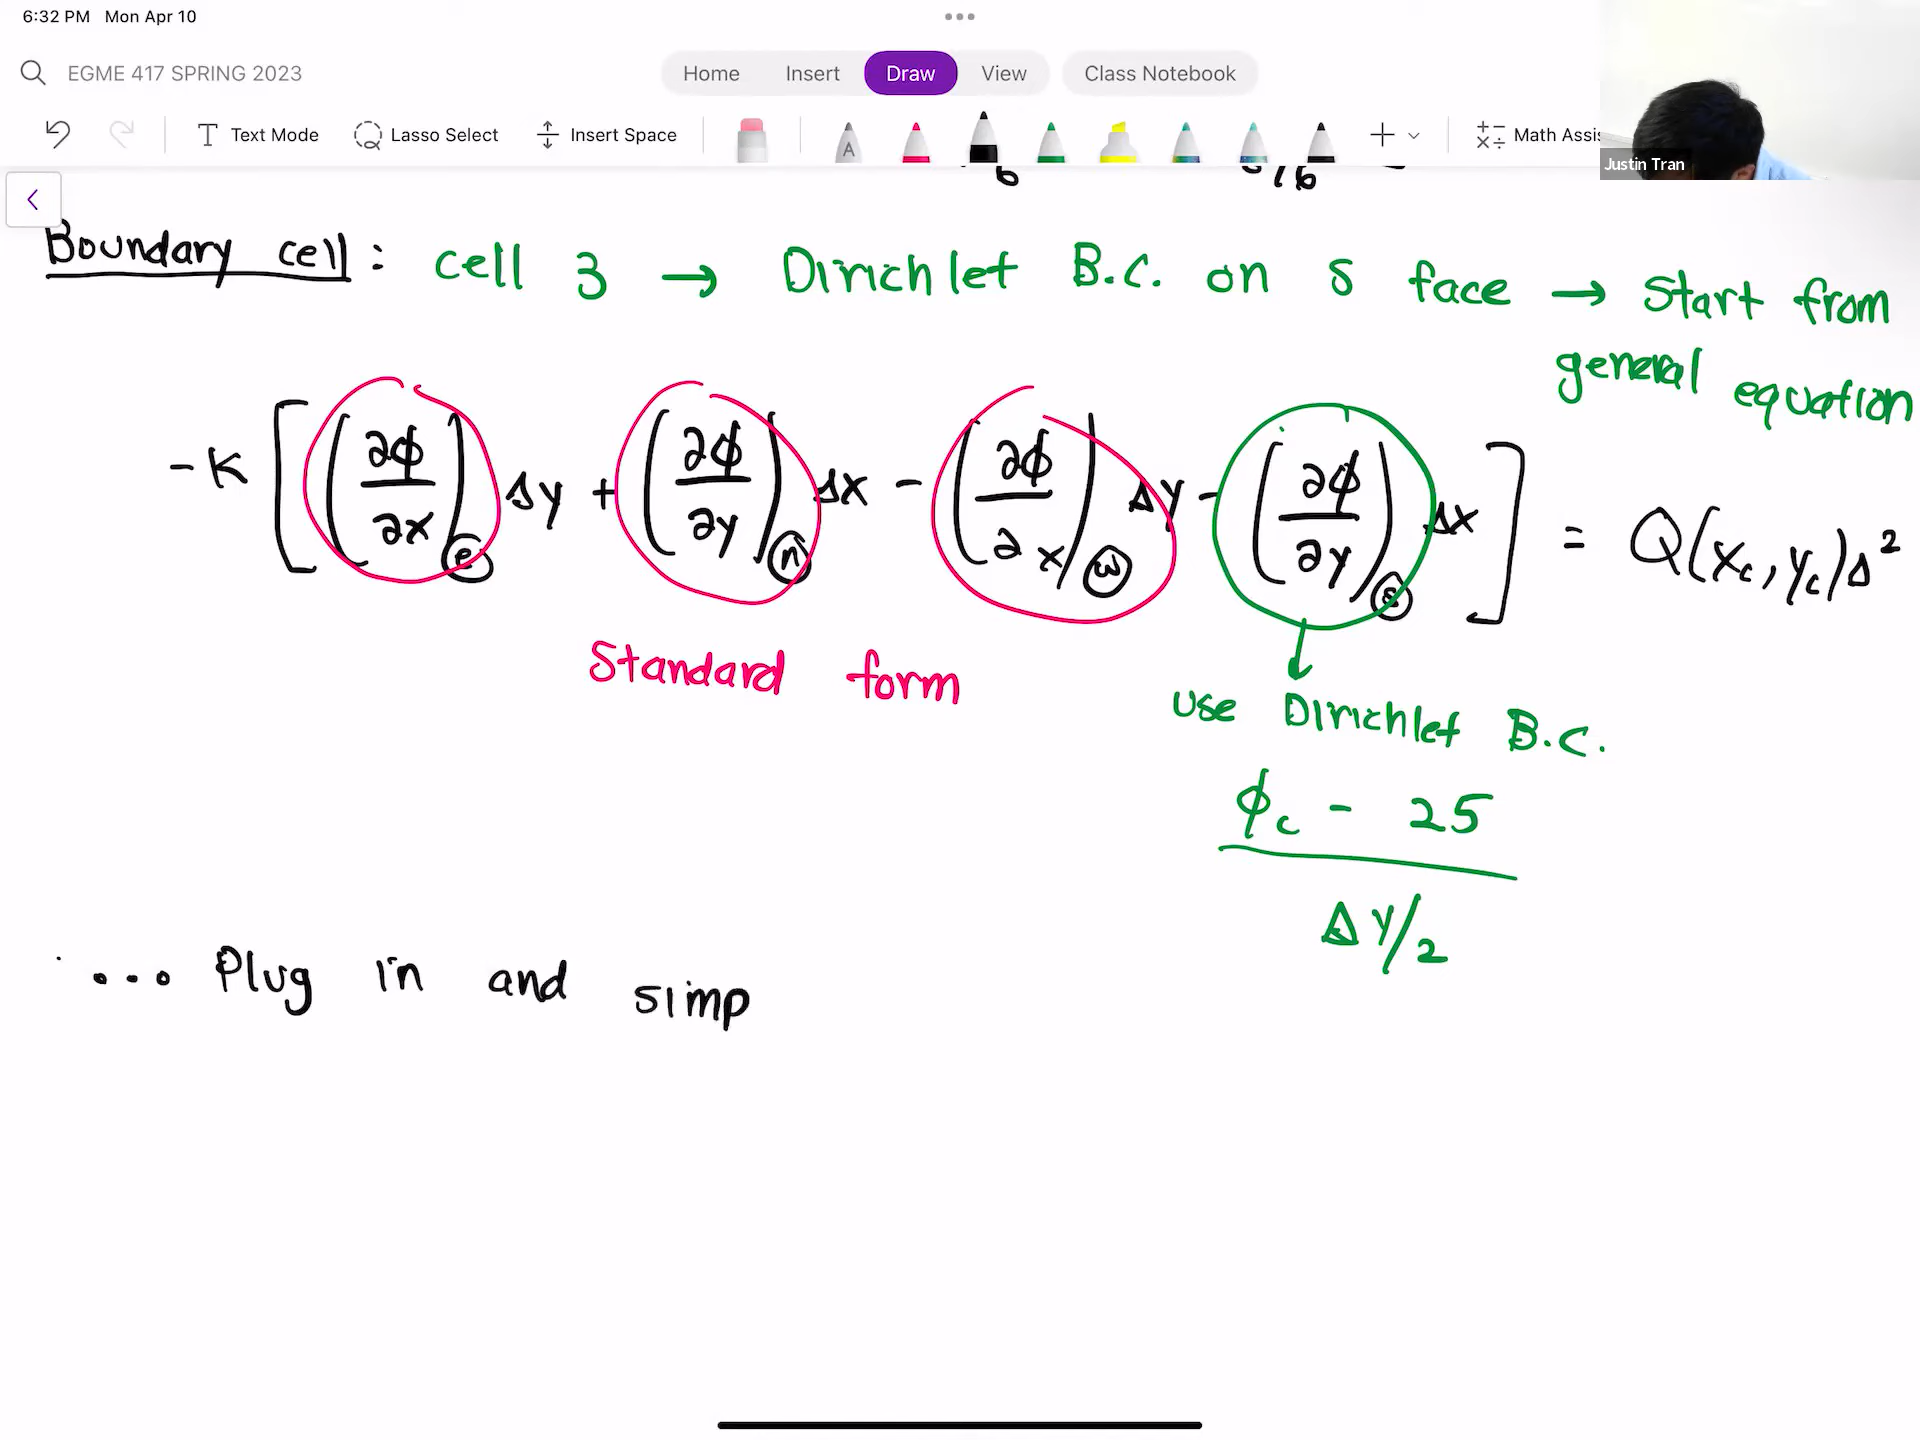 6:32 PM Mon Apr 10
EGME 417 SPRING 2023
Home Insert Draw View Class Notebook
Text Mode Lasso Select Insert Space A Math Assis
Justin Tran
Boundary cell: cell 3 → Dirichlet B.C. on S face → Start from
general equation
-K [ (∂ϕ/∂x)e Δy + (∂ϕ/∂y)n Δx - (∂ϕ/∂x)w Δy - (∂ϕ/∂y)s Δx ] = Q(xc, yc)Δ²
Standard form
use Dirichlet B.C.
ϕc - 25
ΔY/2
... Plug in and simp